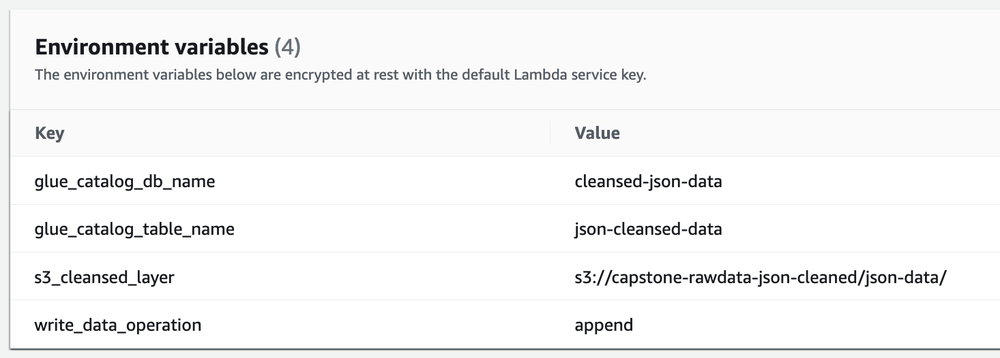 Environment variables (4)
The environment variables below are encrypted at rest with the default Lambda service key.
Key Value
glue_catalog_db_name cleansed-json-data
glue_catalog_table_name json-cleansed-data
s3_cleansed_layer s3://capstone-rawdata-json-cleaned/json-data/
write_data_operation append